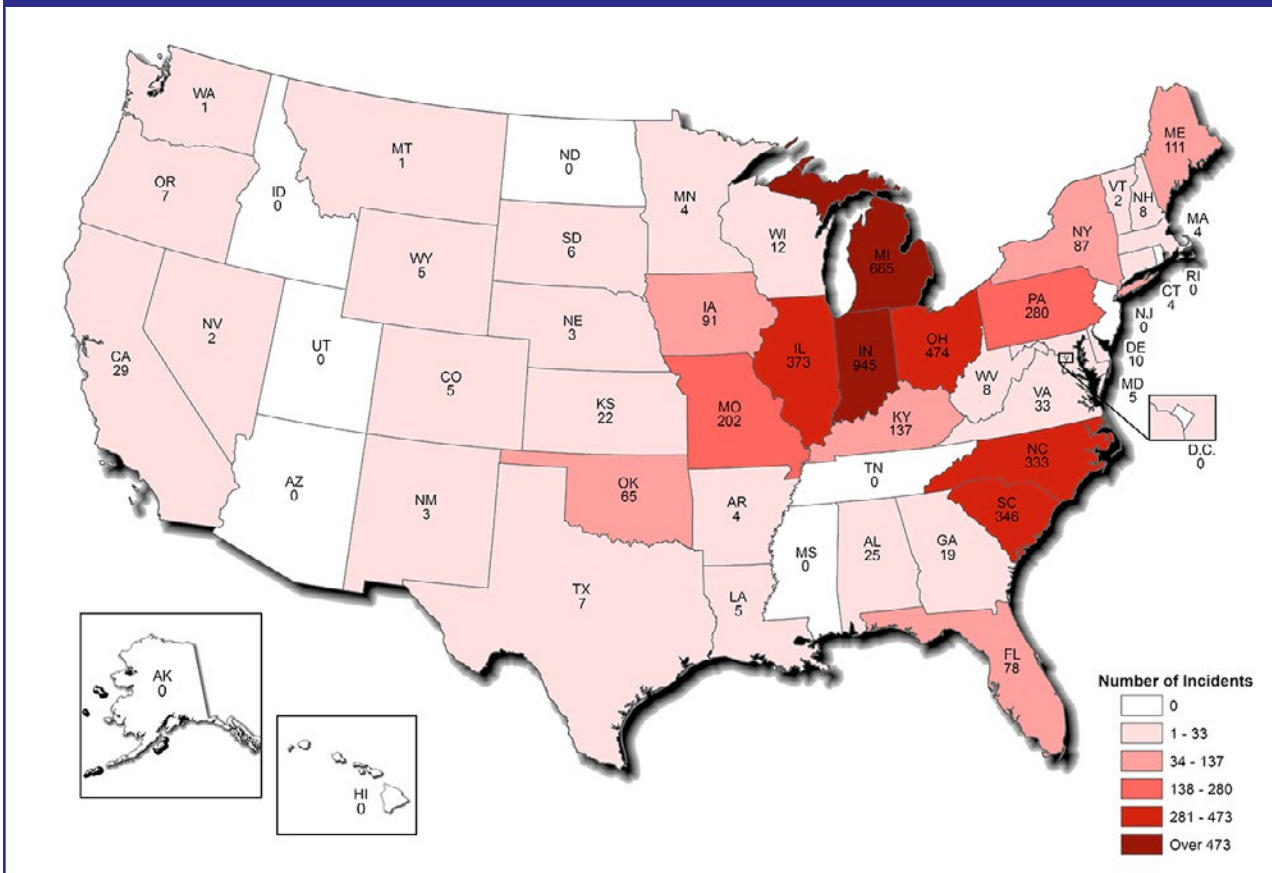 WA
1
OR
7
CA
29
NV
2
ID
0
MT
1
WY
5
UT
0
CO
5
AZ
0
NM
3
ND
0
SD
6
NE
3
KS
22
OK
65
TX
7
MN
4
IA
91
MO
202
AR
4
LA
5
WI
12
IL
373
MI
665
IN
945
OH
474
KY
137
TN
0
MS
0
AL
25
GA
19
FL
78
SC
346
NC
333
VA
33
WV
8
PA
280
NY
87
VT
2
NH
8
ME
111
MA
4
RI
0
CT
4
NJ
0
DE
10
MD
5
D.C.
0
AK
0
HI
0
Number of Incidents
0
1 - 33
34 - 137
138 - 280
281 - 473
Over 473